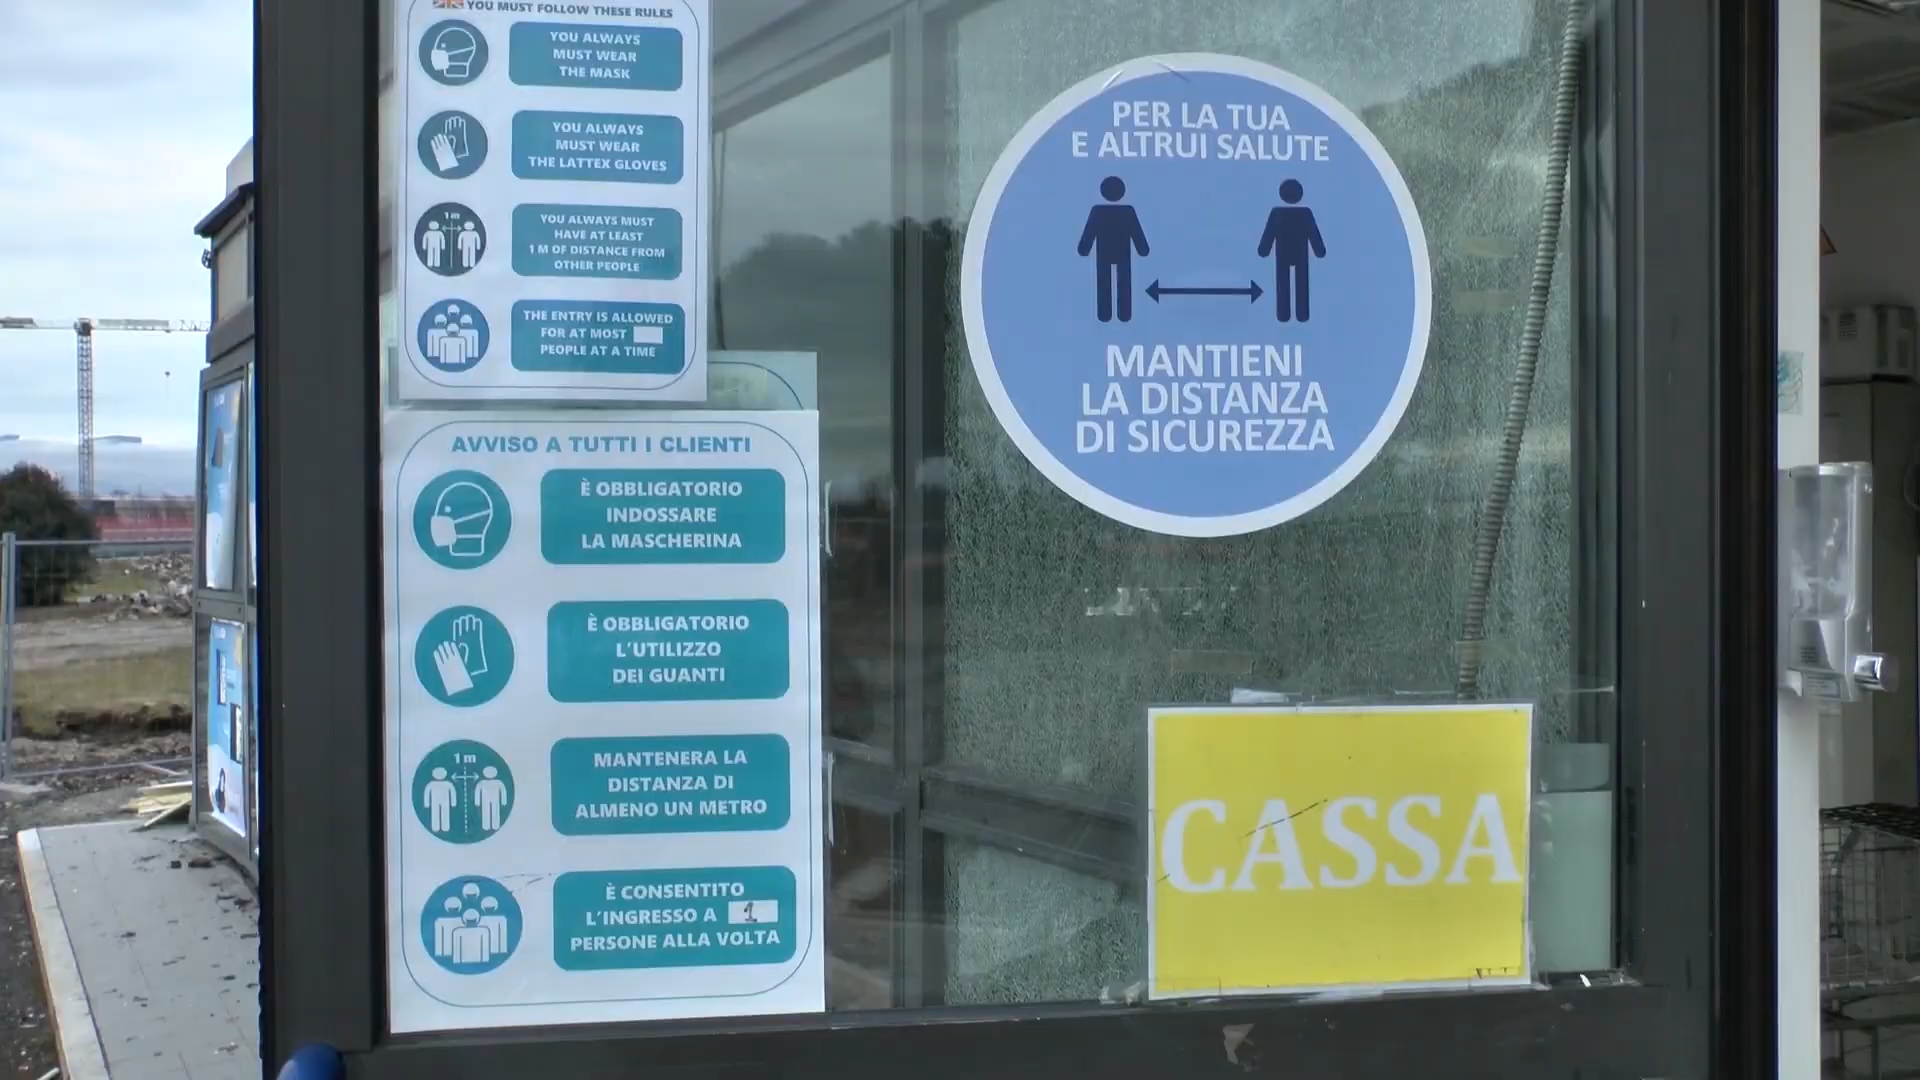 YOU MUST FOLLOW THESE RULES
YOU ALWAYS
MUST WEAR
THE MASK
YOU ALWAYS
MUST WEAR
THE LATTEX GLOVES
1 m
YOU ALWAYS MUST
HAVE AT LEAST
1 M OF DISTANCE FROM
OTHER PEOPLE
THE ENTRY IS ALLOWED
FOR AT MOST
PEOPLE AT A TIME
AVVISO A TUTTI I CLIENTI
È OBBLIGATORIO
INDOSSARE
LA MASCHERINA
È OBBLIGATORIO
L'UTILIZZO
DEI GUANTI
1 m
MANTENERA LA
DISTANZA DI
ALMENO UN METRO
È CONSENTITO
L'INGRESSO A 1
PERSONE ALLA VOLTA
PER LA TUA
E ALTRUI SALUTE
MANTIENI
LA DISTANZA
DI SICUREZZA
CASSA